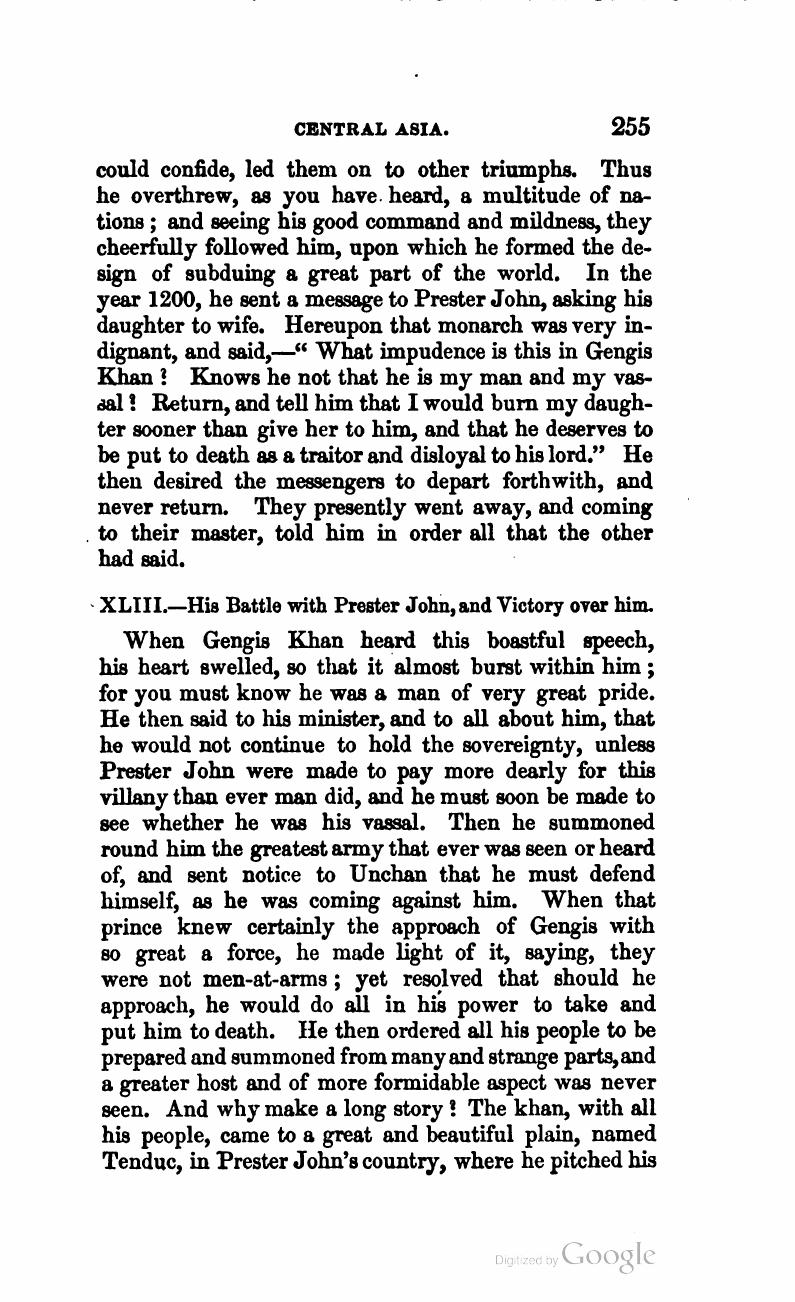 CENTRAL ASIA. 255
could confide, led them on to other triumphs. Thus
he overthrew, as you have heard, a multitude of na-
tions ; and seeing his good command and mildness, they
cheerfully followed him, upon which he formed the de-
sign of subduing a great part of the world. In the
year 1200, he sent a message to Prester John, asking his
daughter to wife. Hereupon that monarch was very in-
dignant, and said,—“ What impudence is this in Gengis
Khan ? Knows he not that he is my man and my vas-
sal ? Return, and tell him that I would burn my daugh-
ter sooner than give her to him, and that he deserves to
be put to death as a traitor and disloyal to his lord.” He
then desired the messengers to depart forthwith, and
never return. They presently went away, and coming
to their master, told him in order all that the other
had said.
XLIII.—His Battle with Prester John, and Victory over him.
When Gengis Khan heard this boastful speech,
his heart swelled, so that it almost burst within him ;
for you must know he was a man of very great pride.
He then said to his minister, and to all about him, that
he would not continue to hold the sovereignty, unless
Prester John were made to pay more dearly for this
villany than ever man did, and he must soon be made to
see whether he was his vassal. Then he summoned
round him the greatest army that ever was seen or heard
of, and sent notice to Unchan that he must defend
himself, as he was coming against him. When that
prince knew certainly the approach of Gengis with
so great a force, he made light of it, saying, they
were not men-at-arms ; yet resolved that should he
approach, he would do all in his power to take and
put him to death. He then ordered all his people to be
prepared and summoned from many and strange parts, and
a greater host and of more formidable aspect was never
seen. And why make a long story ? The khan, with all
his people, came to a great and beautiful plain, named
Tenduc, in Prester John’s country, where he pitched his
Digitized by Google